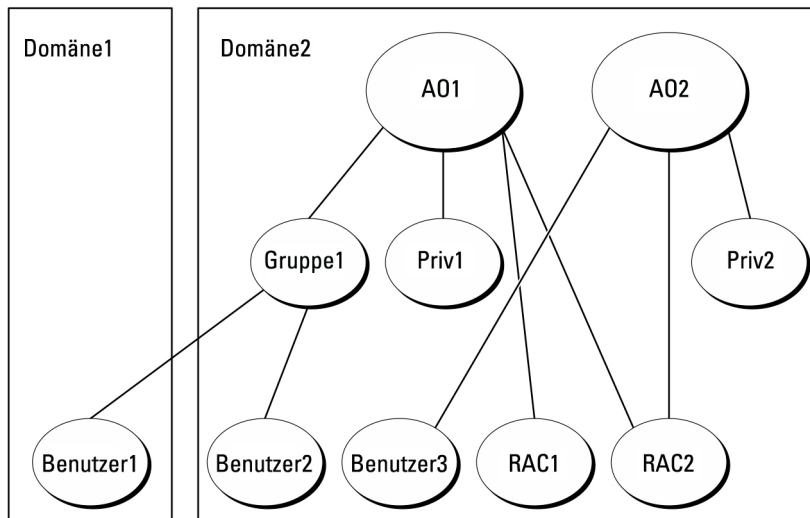 Domäne1
Domäne2
AO1
AO2
Gruppe1
Priv1
Priv2
Benutzer1
Benutzer2
Benutzer3
RAC1
RAC2